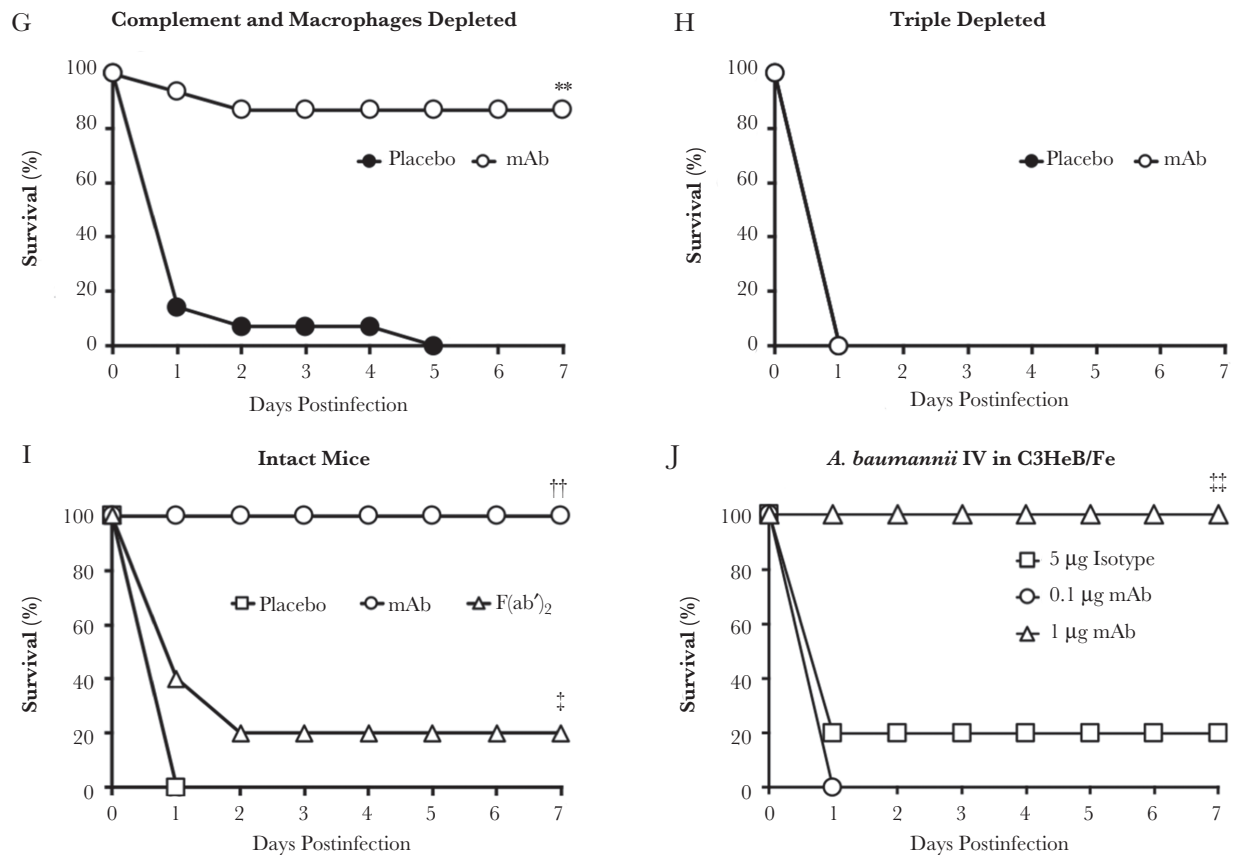 G
Complement and Macrophages Depleted
100
80
60
40
20
0
Survival (%)
**
Placebo mAb
0 1 2 3 4 5 6 7
Days Postinfection
H
Triple Depleted
100
80
60
40
20
0
Survival (%)
Placebo mAb
0 1 2 3 4 5 6 7
Days Postinfection
I
Intact Mice
100
80
60
40
20
0
Survival (%)
††
Placebo mAb F(ab′)₂
‡
0 1 2 3 4 5 6 7
Days Postinfection
J
A. baumannii IV in C3HeB/Fe
100
80
60
40
20
0
Survival (%)
‡‡
‡‡
5 µg Isotype
0.1 µg mAb
1 µg mAb
0 1 2 3 4 5 6 7
Days Postinfection